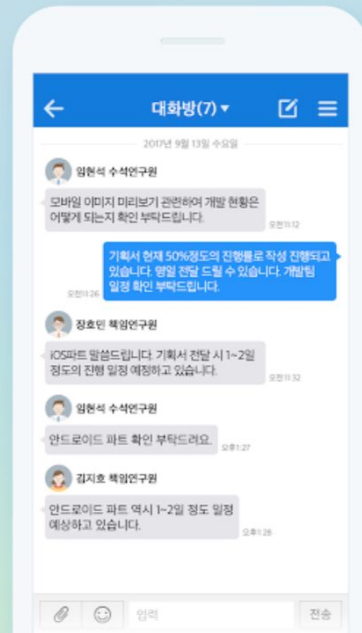 대화방(7) ▾
2017년 9월 13일 수요일
임현석 수석연구원
모바일 이미지 미리보기 관련하여 개발 현황은
어떻게 되는지 확인 부탁드립니다.
오전11:12
기획서 현재 50%정도의 진행률로 작성 진행되고
있습니다. 명일 전달 드릴 수 있습니다. 개발팀
일정 확인 부탁드립니다.
오전11:26
장효민 책임연구원
iOS파트 말씀드립니다. 기획서 전달 시 1~2일
정도의 진행 일정 예정하고 있습니다.
오전11:32
임현석 수석연구원
안드로이드 파트 확인 부탁드려요.
오후1:27
김지호 책임연구원
안드로이드 파트 역시 1~2일 정도 일정
예상하고 있습니다.
오후1:28
입력
전송